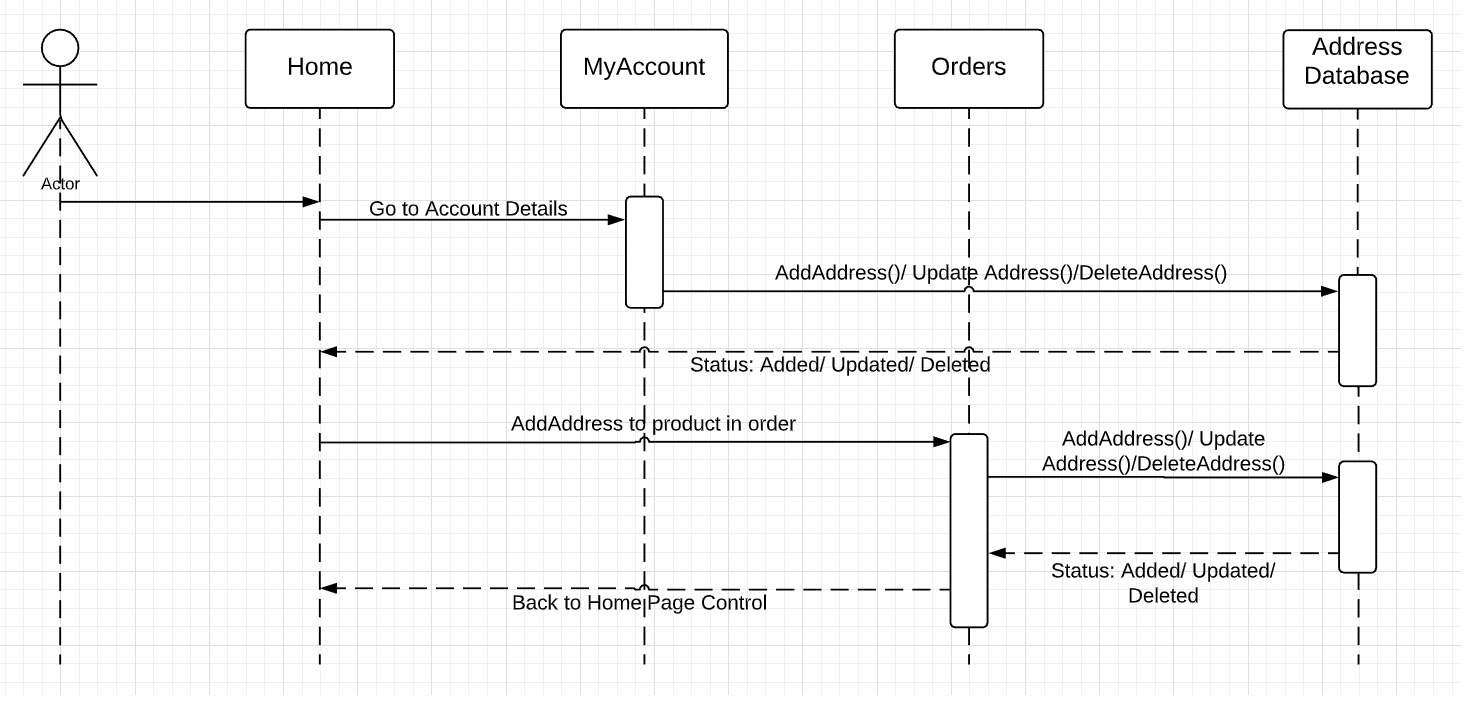 Home
MyAccount
Orders
Address
Database
Actor
Go to Account Details
AddAddress()/ Update Address()/DeleteAddress()
Status: Added/ Updated/ Deleted
AddAddress to product in order
AddAddress()/ Update
Address()/DeleteAddress()
Status: Added/ Updated/
Deleted
Back to Home Page Control